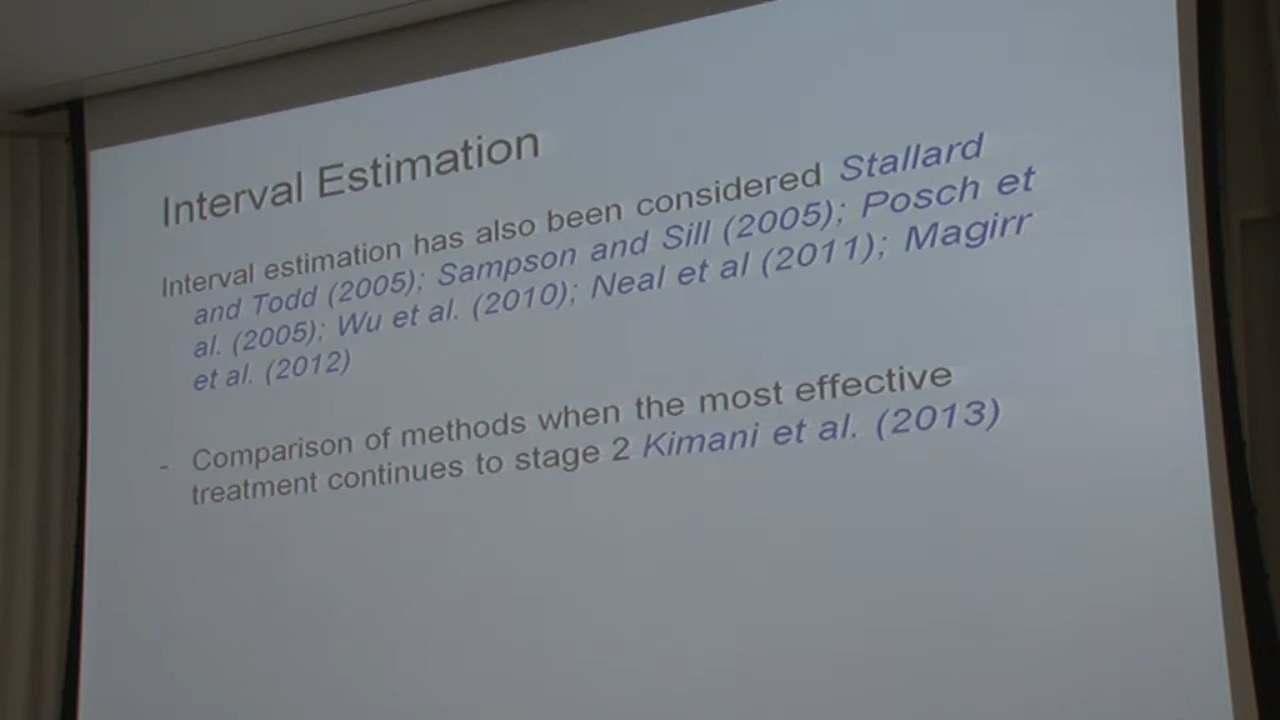 Interval Estimation
Interval estimation has also been considered Stallard
and Todd (2005); Sampson and Sill (2005); Posch et
al. (2005); Wu et al. (2010); Neal et al (2011); Magirr
et al. (2012)
- Comparison of methods when the most effective
treatment continues to stage 2 Kimani et al. (2013)